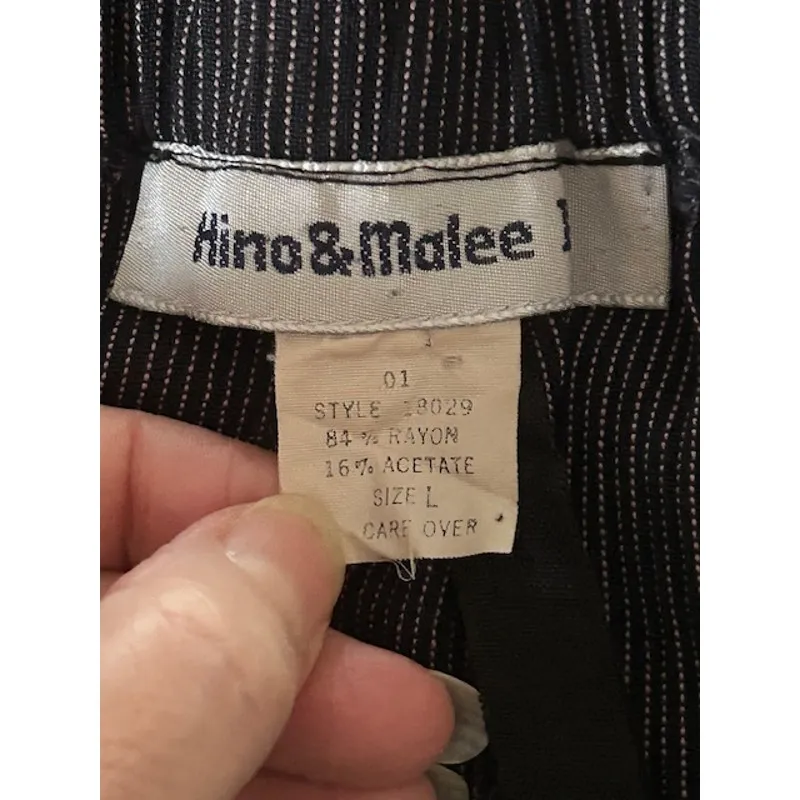 Hino & Malee
01
STYLE 18029
84% RAYON
16% ACETATE
SIZE L
CARE OVER